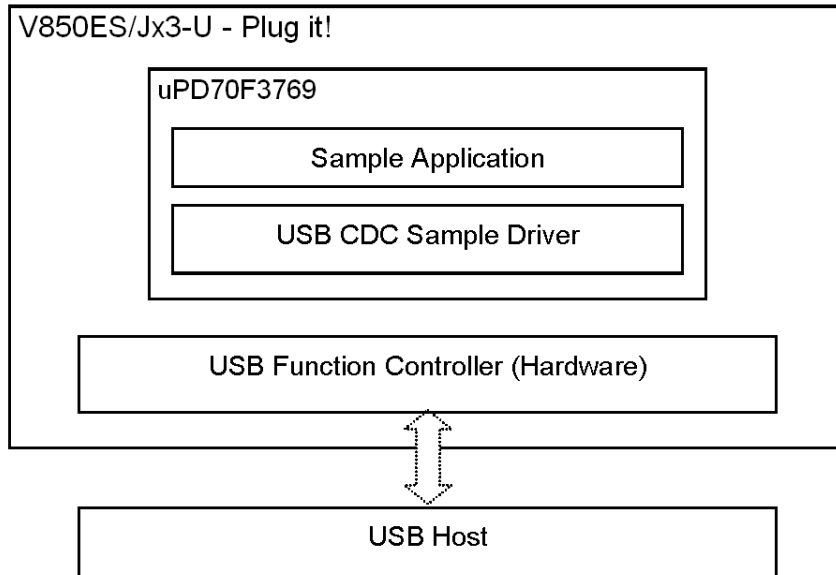 V850ES/Jx3-U - Plug it!
uPD70F3769
Sample Application
USB CDC Sample Driver
USB Function Controller (Hardware)
USB Host